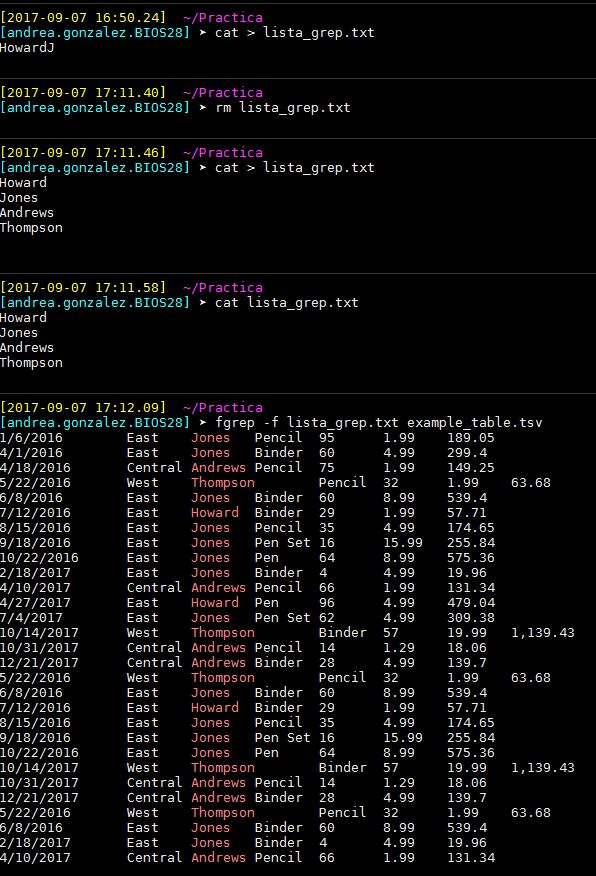 [2017-09-07 16:50.24]  ~/Practica
[andrea.gonzalez.BIOS28] ➤ cat > lista_grep.txt
HowardJ
[2017-09-07 17:11.40]  ~/Practica
[andrea.gonzalez.BIOS28] ➤ rm lista_grep.txt
[2017-09-07 17:11.46]  ~/Practica
[andrea.gonzalez.BIOS28] ➤ cat > lista_grep.txt
Howard
Jones
Andrews
Thompson
[2017-09-07 17:11.58]  ~/Practica
[andrea.gonzalez.BIOS28] ➤ cat lista_grep.txt
Howard
Jones
Andrews
Thompson
[2017-09-07 17:12.09]  ~/Practica
[andrea.gonzalez.BIOS28] ➤ fgrep -f lista_grep.txt example_table.tsv
1/6/2016 East Jones Pencil 95 1.99 189.05
4/1/2016 East Jones Binder 60 4.99 299.4
4/18/2016 Central Andrews Pencil 75 1.99 149.25
5/22/2016 West Thompson Pencil 32 1.99 63.68
6/8/2016 East Jones Binder 60 8.99 539.4
7/12/2016 East Howard Binder 29 1.99 57.71
8/15/2016 East Jones Pencil 35 4.99 174.65
9/18/2016 East Jones Pen Set 16 15.99 255.84
10/22/2016 East Jones Pen 64 8.99 575.36
2/18/2017 East Jones Binder 4 4.99 19.96
4/10/2017 Central Andrews Pencil 66 1.99 131.34
4/27/2017 East Howard Pen 96 4.99 479.04
7/4/2017 East Jones Pen Set 62 4.99 309.38
10/14/2017 West Thompson Binder 57 19.99 1,139.43
10/31/2017 Central Andrews Pencil 14 1.29 18.06
12/21/2017 Central Andrews Binder 28 4.99 139.7
5/22/2016 West Thompson Pencil 32 1.99 63.68
6/8/2016 East Jones Binder 60 8.99 539.4
7/12/2016 East Howard Binder 29 1.99 57.71
8/15/2016 East Jones Pencil 35 4.99 174.65
9/18/2016 East Jones Pen Set 16 15.99 255.84
10/22/2016 East Jones Pen 64 8.99 575.36
10/14/2017 West Thompson Binder 57 19.99 1,139.43
10/31/2017 Central Andrews Pencil 14 1.29 18.06
12/21/2017 Central Andrews Binder 28 4.99 139.7
5/22/2016 West Thompson Pencil 32 1.99 63.68
6/8/2016 East Jones Binder 60 8.99 539.4
2/18/2017 East Jones Binder 4 4.99 19.96
4/10/2017 Central Andrews Pencil 66 1.99 131.34